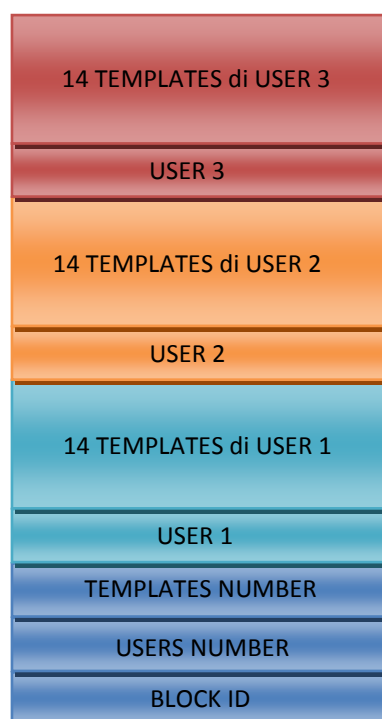 14 TEMPLATES di USER 3
USER 3
14 TEMPLATES di USER 2
USER 2
14 TEMPLATES di USER 1
USER 1
TEMPLATES NUMBER
USERS NUMBER
BLOCK ID